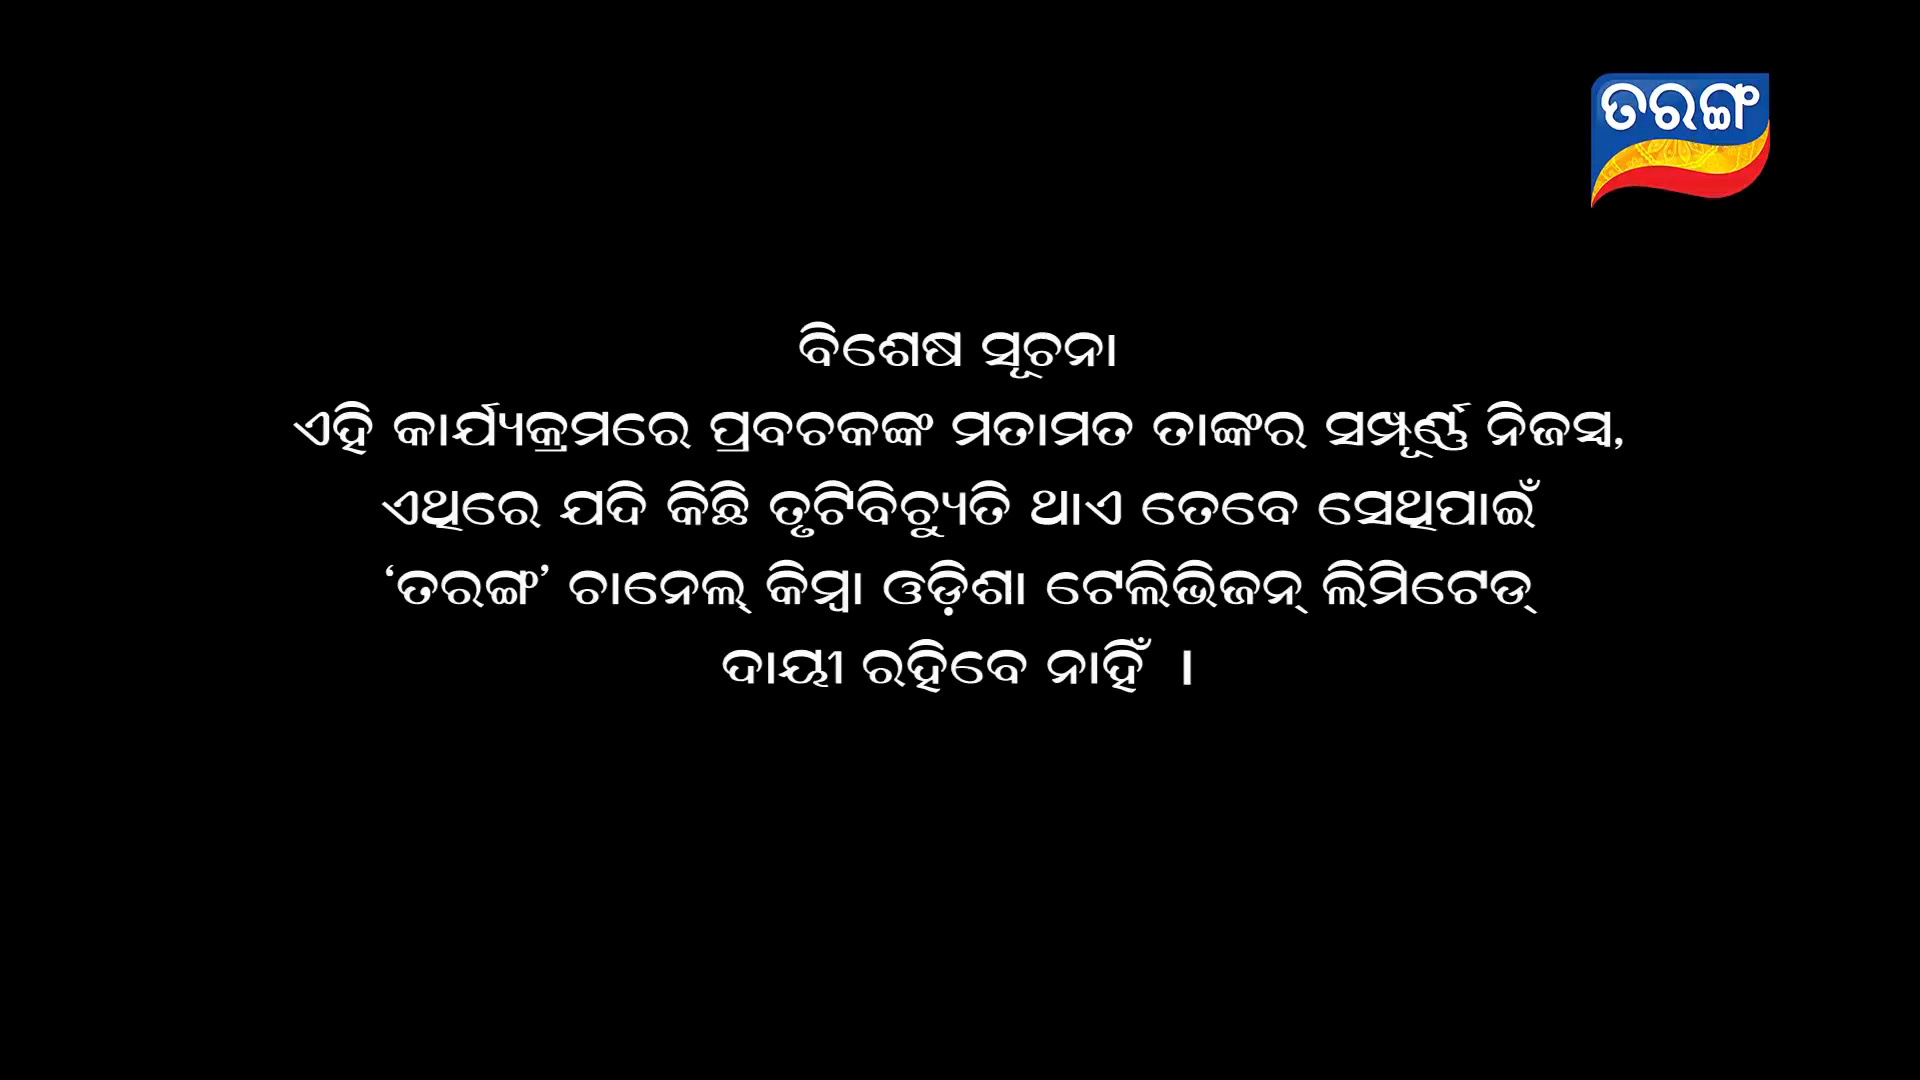 ତରଙ୍ଗ
ବିଶେଷ ସୂଚନା
ଏହି କାର୍ଯ୍ୟକ୍ରମରେ ପ୍ରବଚକଙ୍କ ମତାମତ ତାଙ୍କର ସମ୍ପୂର୍ଣ୍ଣ ନିଜସ୍ୱ,
ଏଥିରେ ଯଦି କିଛି ତୃଟିବିଚ୍ୟୁତି ଥାଏ ତେବେ ସେଥିପାଇଁ
‘ତରଙ୍ଗ’ ଚାନେଲ୍ କିମ୍ବା ଓଡ଼ିଶା ଟେଲିଭିଜନ୍ ଲିମିଟେଡ୍
ଦାୟୀ ରହିବେ ନାହିଁ ।